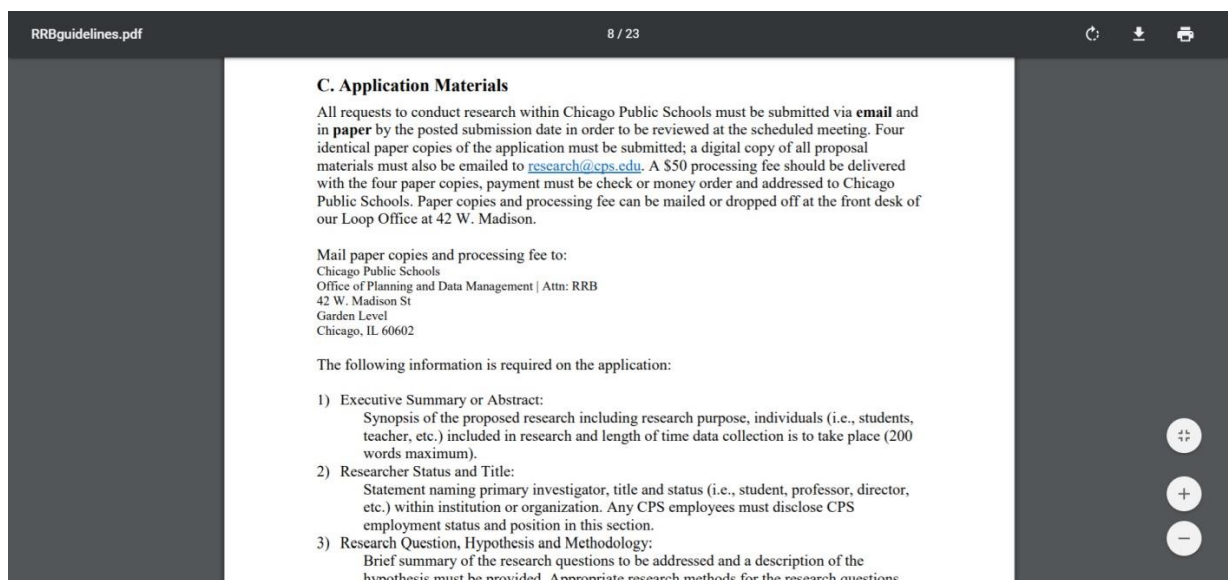 RRBguidelines.pdf
8 / 23
C. Application Materials
All requests to conduct research within Chicago Public Schools must be submitted via email and
in paper by the posted submission date in order to be reviewed at the scheduled meeting. Four
identical paper copies of the application must be submitted; a digital copy of all proposal
materials must also be emailed to research@cps.edu. A $50 processing fee should be delivered
with the four paper copies, payment must be check or money order and addressed to Chicago
Public Schools. Paper copies and processing fee can be mailed or dropped off at the front desk of
our Loop Office at 42 W. Madison.
Mail paper copies and processing fee to:
Chicago Public Schools
Office of Planning and Data Management | Attn: RRB
42 W. Madison St
Garden Level
Chicago, IL 60602
The following information is required on the application:
1) Executive Summary or Abstract:
Synopsis of the proposed research including research purpose, individuals (i.e., students,
teacher, etc.) included in research and length of time data collection is to take place (200
words maximum).
2) Researcher Status and Title:
Statement naming primary investigator, title and status (i.e., student, professor, director,
etc.) within institution or organization. Any CPS employees must disclose CPS
employment status and position in this section.
3) Research Question, Hypothesis and Methodology:
Brief summary of the research questions to be addressed and a description of the
hypothesis must be provided. Appropriate research methods for the research questions